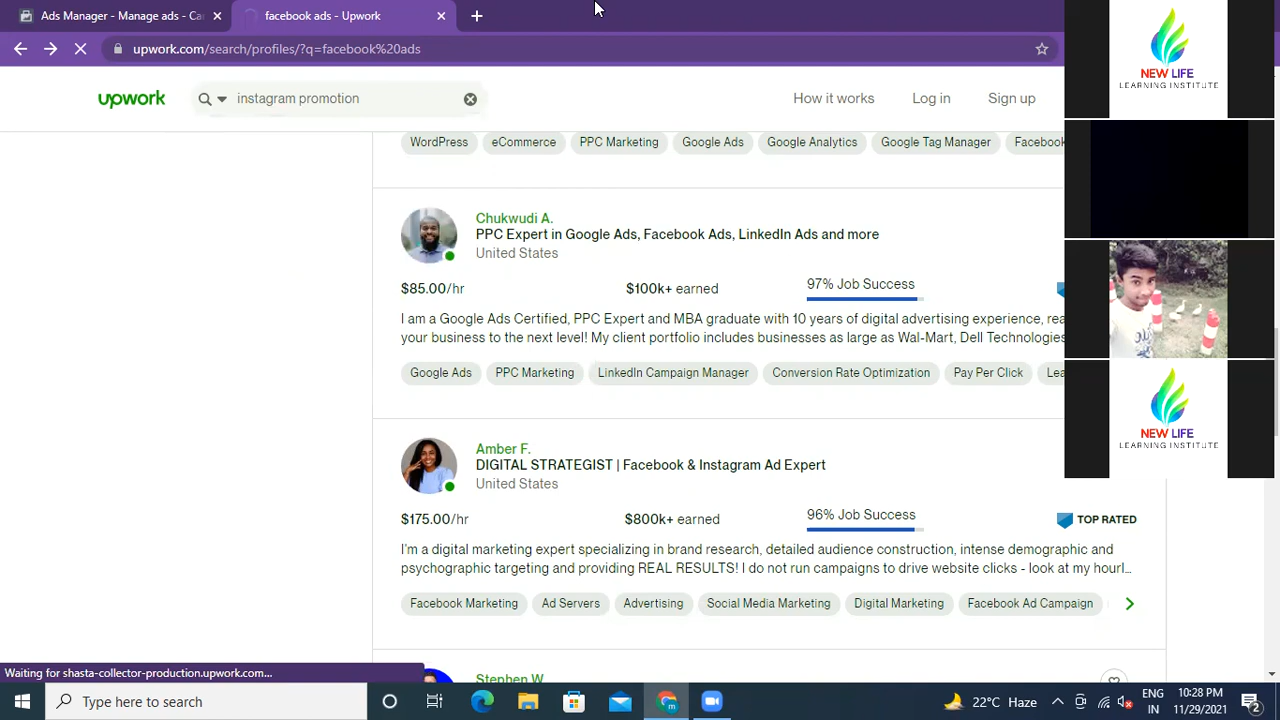 Ads Manager - Manage ads - Ca
facebook ads - Upwork
upwork.com/search/profiles/?q=facebook%20ads
upwork
instagram promotion
How it works
Log in
Sign up
WordPress
eCommerce
PPC Marketing
Google Ads
Google Analytics
Google Tag Manager
Facebook
Chukwudi A.
PPC Expert in Google Ads, Facebook Ads, LinkedIn Ads and more
United States
$85.00/hr
$100k+ earned
97% Job Success
I am a Google Ads Certified, PPC Expert and MBA graduate with 10 years of digital advertising experience, rea
your business to the next level! My client portfolio includes businesses as large as Wal-Mart, Dell Technologies
Google Ads
PPC Marketing
LinkedIn Campaign Manager
Conversion Rate Optimization
Pay Per Click
Lea
Amber F.
DIGITAL STRATEGIST | Facebook & Instagram Ad Expert
United States
$175.00/hr
$800k+ earned
96% Job Success
TOP RATED
I'm a digital marketing expert specializing in brand research, detailed audience construction, intense demographic and
psychographic targeting and providing REAL RESULTS! I do not run campaigns to drive website clicks - look at my hourl...
Facebook Marketing
Ad Servers
Advertising
Social Media Marketing
Digital Marketing
Facebook Ad Campaign
Stephen W.
Waiting for shasta-collector-production.upwork.com...
NEW LIFE
LEARNING INSTITUTE
NEW LIFE
LEARNING INSTITUTE
Type here to search
22°C Haze
ENG
IN
10:28 PM
11/29/2021
2